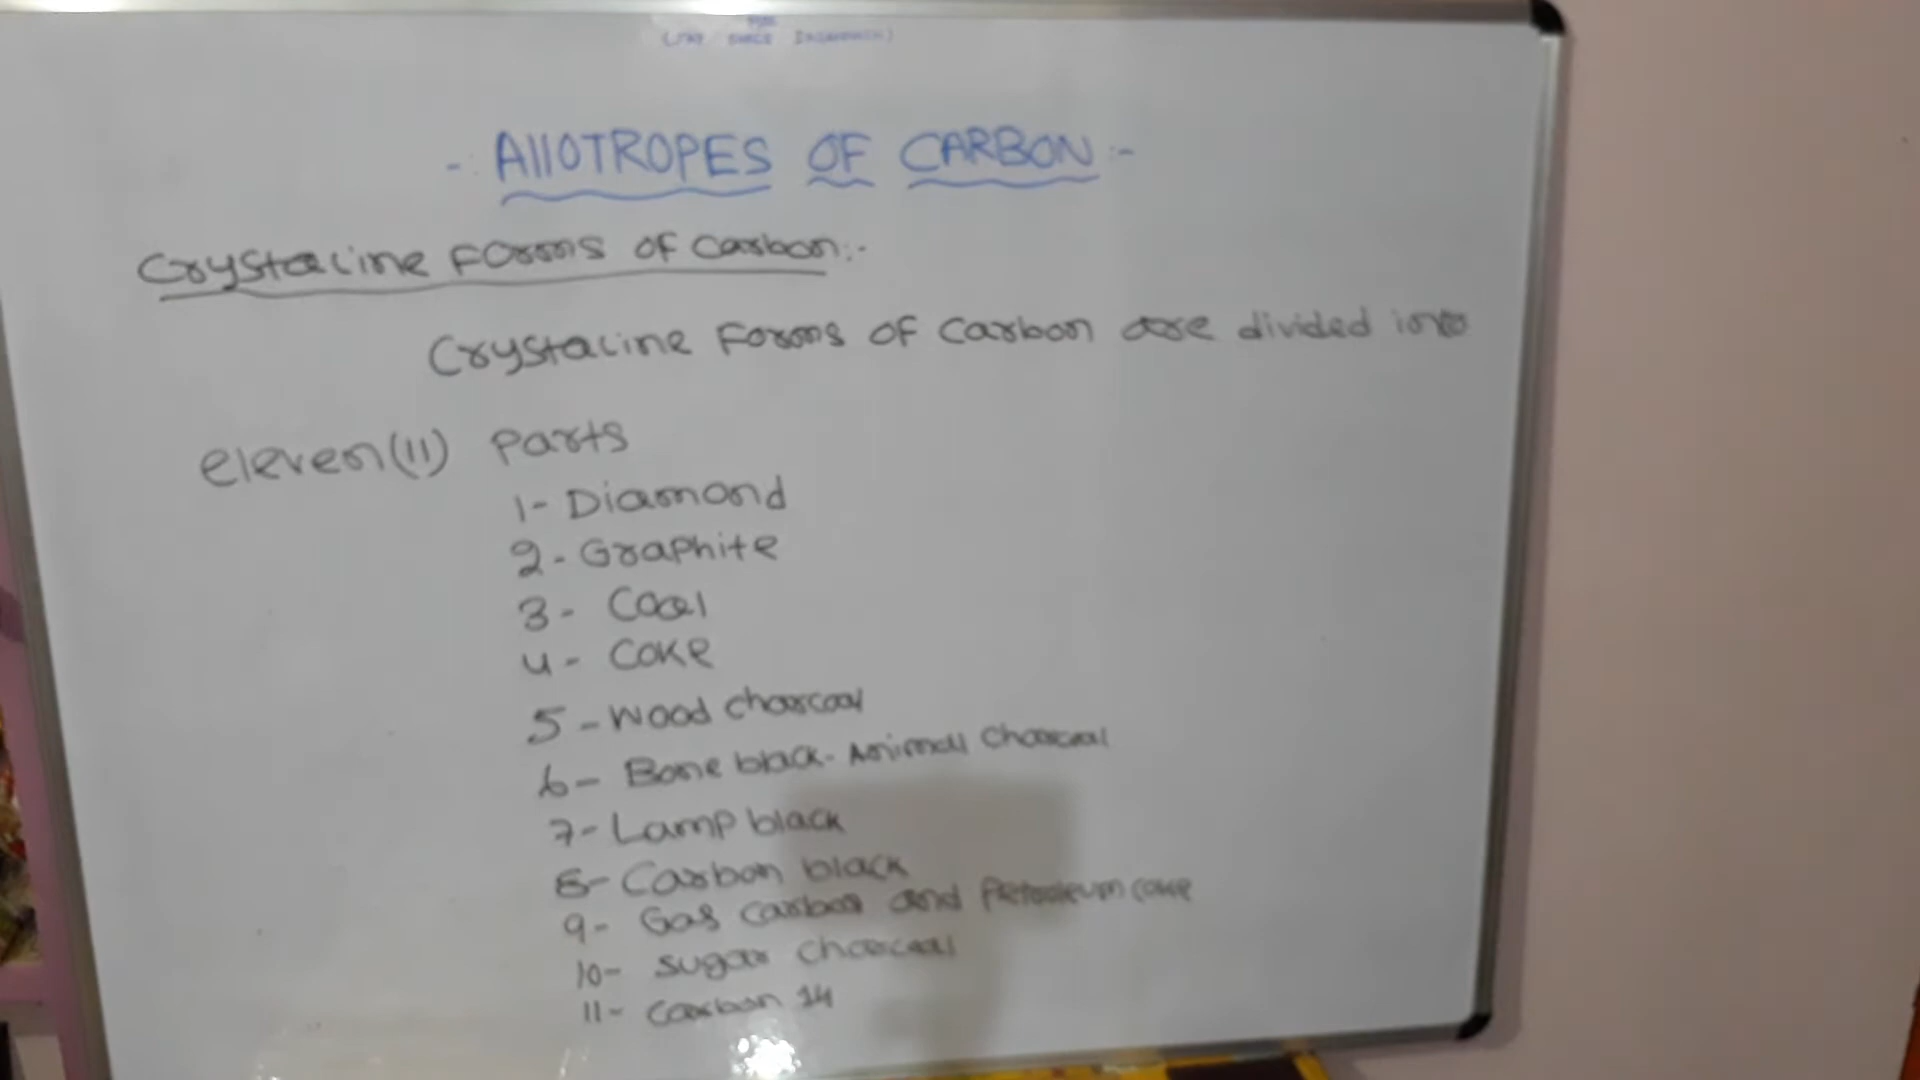 - : AllOTROPES OF CARBON :-
Crystacine Forms of Carbon:-
Crystacine Forms of Carbon are divided into
eleven (11) Parts
1- Diamond
2- Graphite
3- Coal
4- Coke
5- Wood charcoal
6- Bone black- Animal Charcoal
7- Lamp black
8- Carbon black
9- Gas Carbon and Petroleum coke
10- Sugar Charcoal
11- Carbon 14